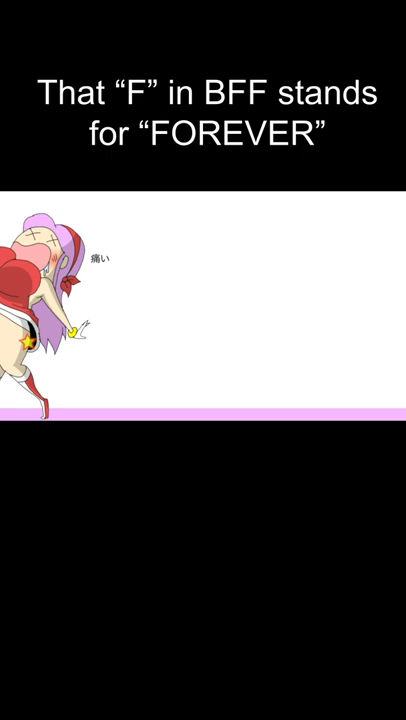 That “F” in BFF stands
for “FOREVER”
痛い